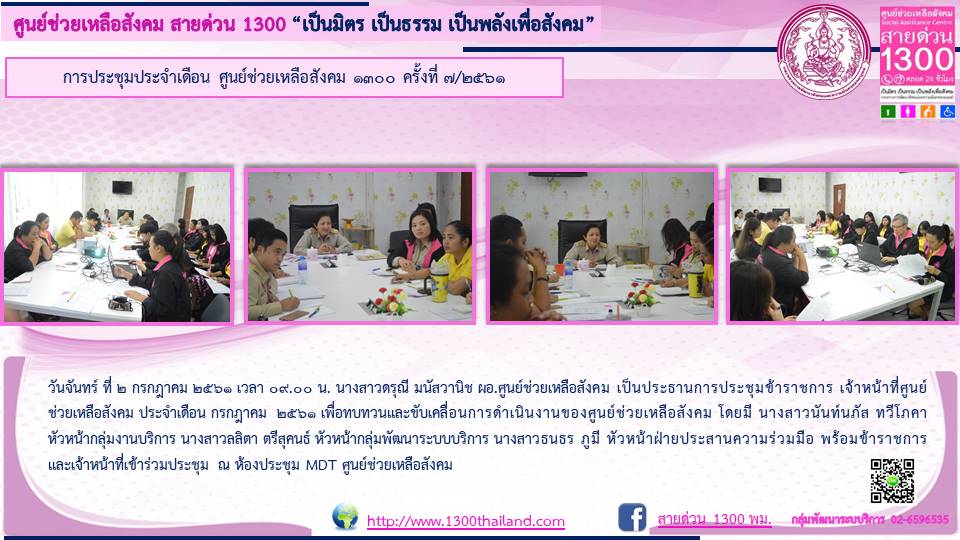 ศูนย์ช่วยเหลือสังคม สายด่วน 1300 “เป็นมิตร เป็นธรรม เป็นพลังเพื่อสังคม”
การประชุมประจำเดือน ศูนย์ช่วยเหลือสังคม ๑๓๐๐ ครั้งที่ ๗/๒๕๖๑
ศูนย์ช่วยเหลือสังคม
Social Assistance Centre
สายด่วน
1300
ตลอด 24 ชั่วโมง
เป็นมิตร เป็นธรรม เป็นพลังเพื่อสังคม
วันจันทร์ ที่ ๒ กรกฎาคม ๒๕๖๑ เวลา ๐๙.๐๐ น. นางสาวดรุณี มนัสวานิช ผอ.ศูนย์ช่วยเหลือสังคม เป็นประธานการประชุมข้าราชการ เจ้าหน้าที่ศูนย์
ช่วยเหลือสังคม ประจำเดือน กรกฎาคม ๒๕๖๑ เพื่อทบทวนและขับเคลื่อนการดำเนินงานของศูนย์ช่วยเหลือสังคม โดยมี นางสาวนันท์นภัส ทวีโภคา
หัวหน้ากลุ่มงานบริการ นางสาวลลิตา ตรีสุคนธ์ หัวหน้ากลุ่มพัฒนาระบบบริการ นางสาวธนธร ภูมี หัวหน้าฝ่ายประสานความร่วมมือ พร้อมข้าราชการ
และเจ้าหน้าที่เข้าร่วมประชุม ณ ห้องประชุม MDT ศูนย์ช่วยเหลือสังคม
http://www.1300thailand.com
สายด่วน 1300 พม.
กลุ่มพัฒนาระบบบริการ 02-6596535